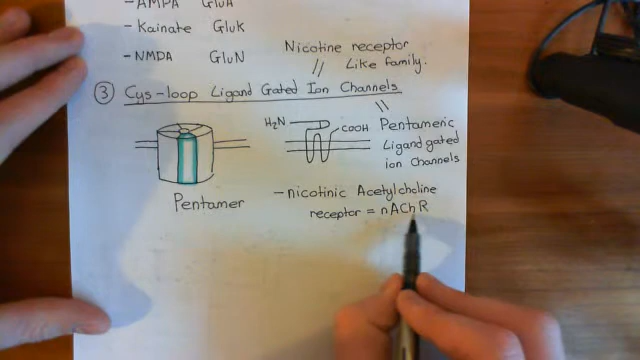 - AMPA GluA
- Kainate Gluk
- NMDA GluN
Nicotine receptor
Like family.
③ Cys-loop Ligand Gated Ion Channels
H₂N
COOH
Pentameric
Ligand gated
ion Channels
Pentamer
- nicotinic Acetylcholine
receptor = nAChR